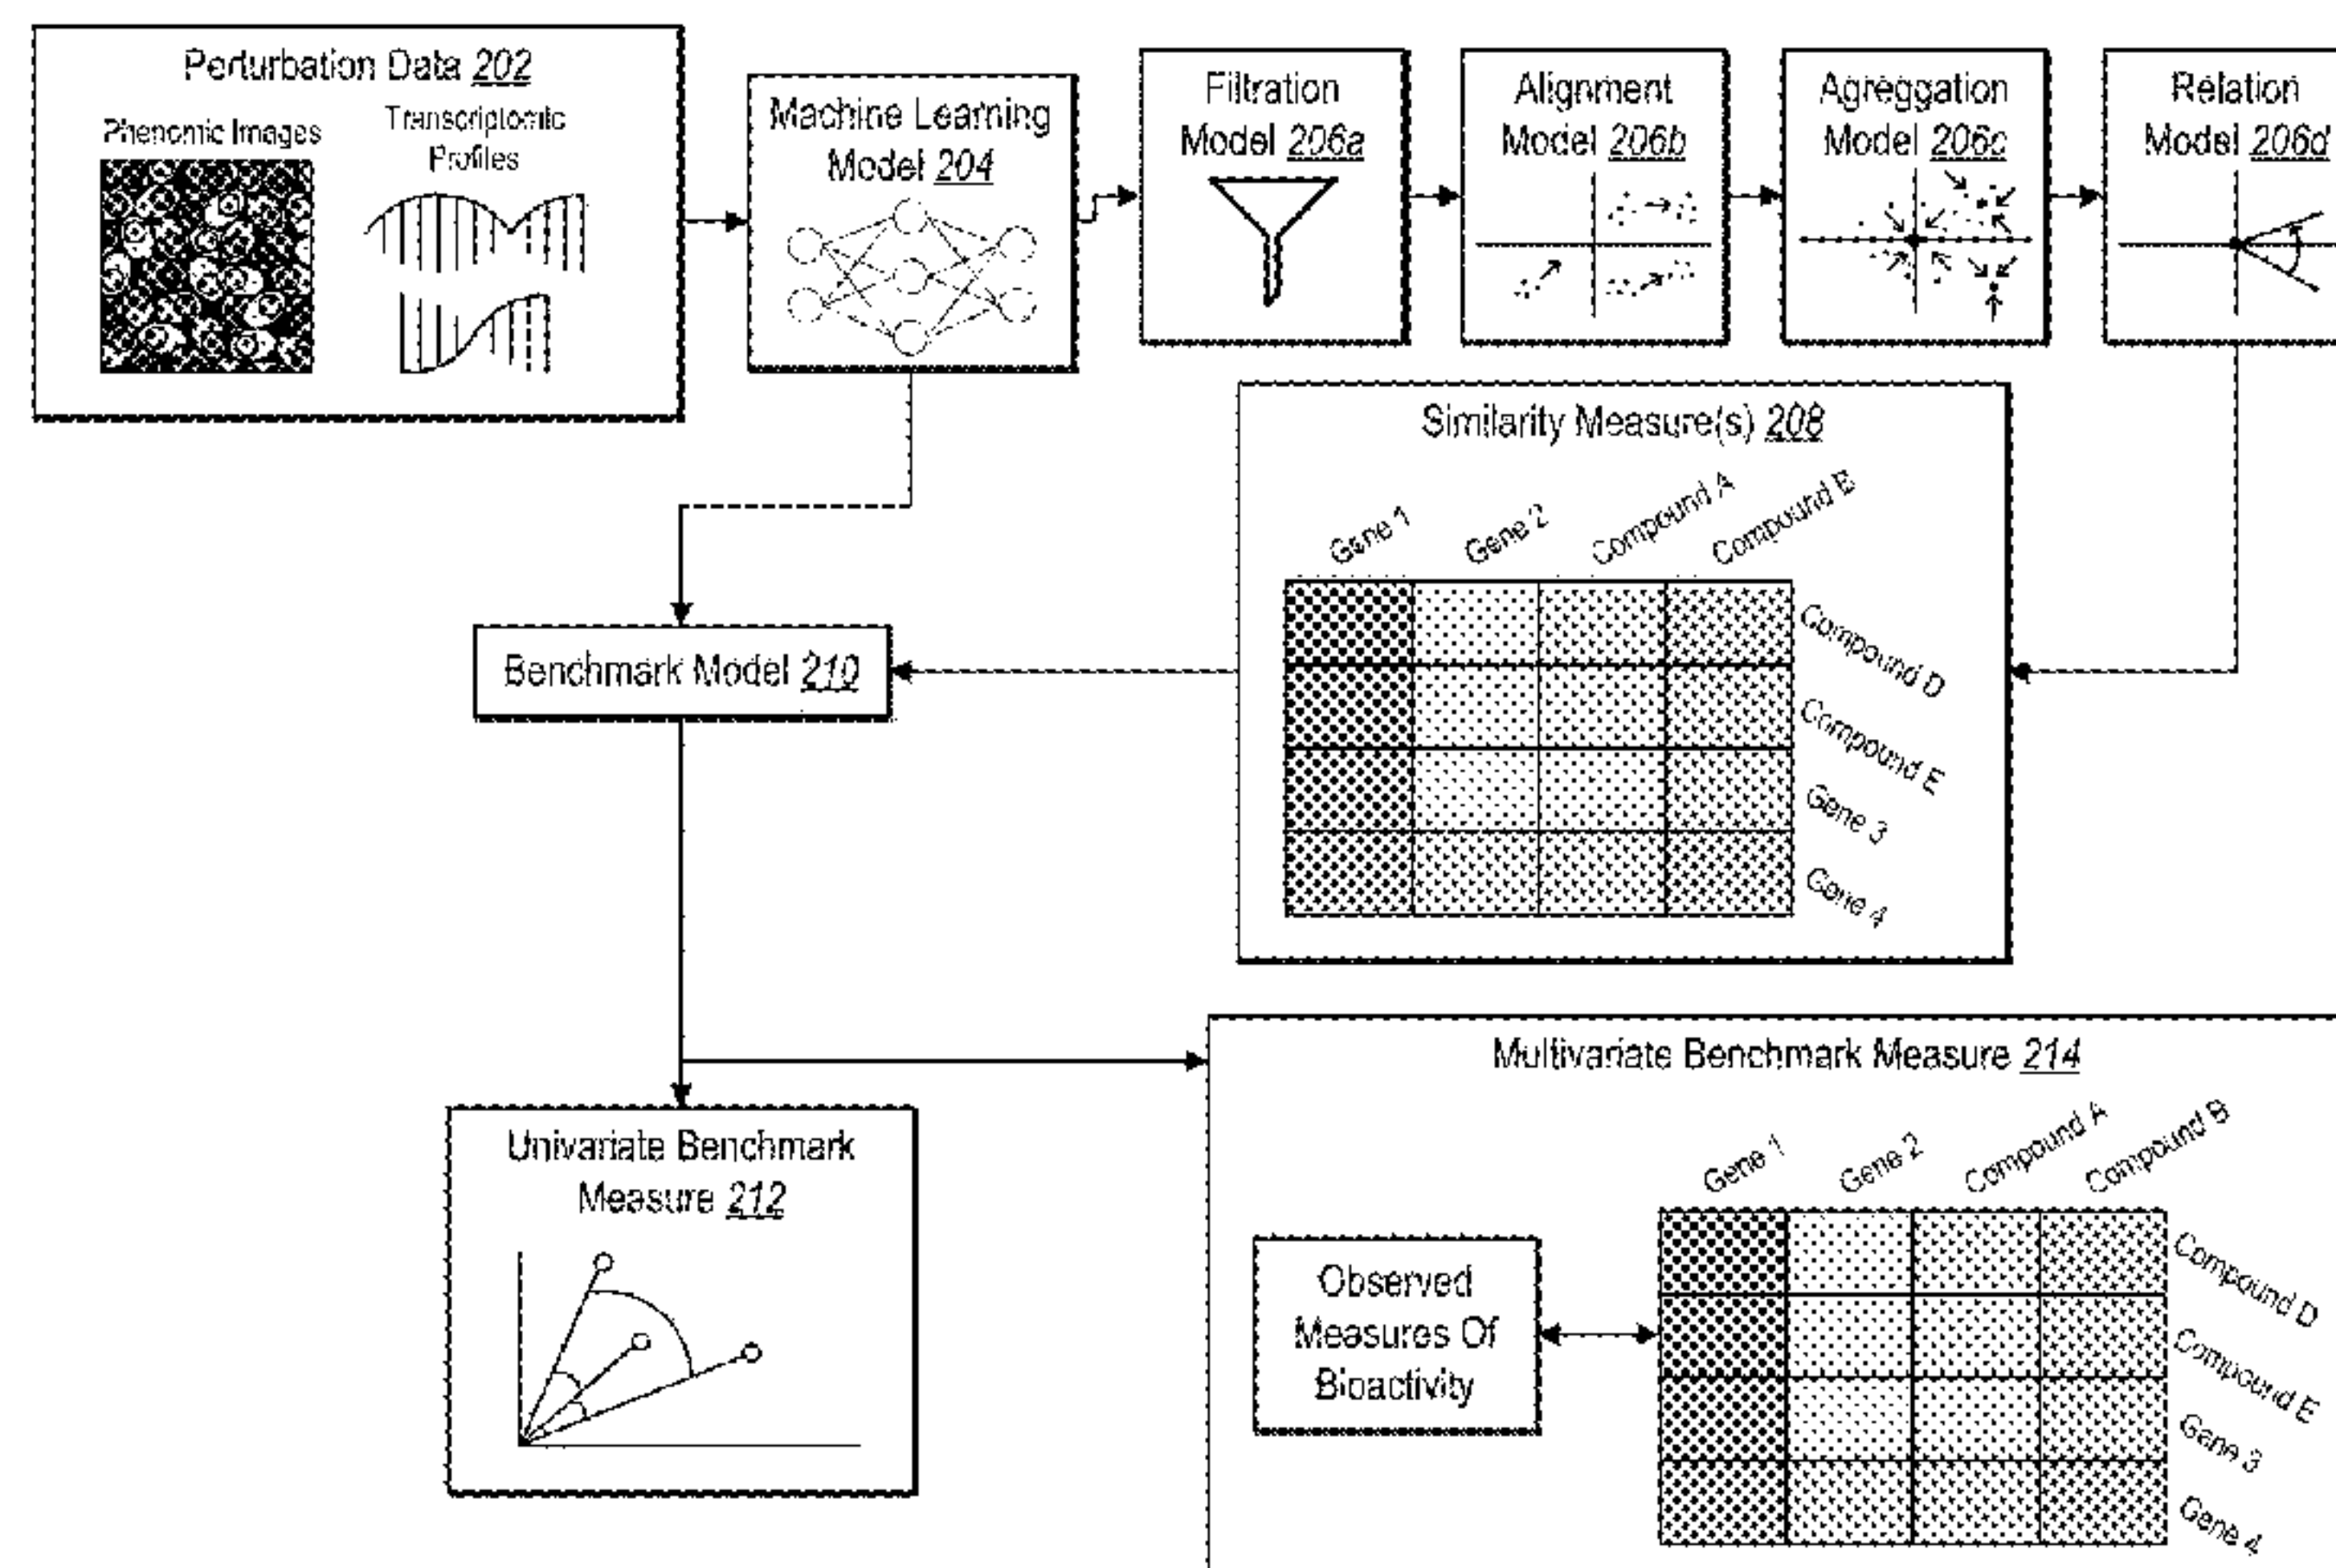 Perturbation Data 202
Phenomic Images
Transcriptomic
Profiles
Machine Learning
Model 204
Filtration
Model 206a
Alignment
Model 206b
Agreggation
Model 206c
Relation
Model 206d
Similarity Measure(s) 208
Gene 1
Gene 2
Compound A
Compound E
Compound D
Compound E
Gene 3
Gene 4
Benchmark Model 210
Univariate Benchmark
Measure 212
Multivariate Benchmark Measure 214
Gene 1
Gene 2
Compound A
Compound B
Observed
Measures Of
Bioactivity
Compound D
Compound E
Gene 3
Gene 4